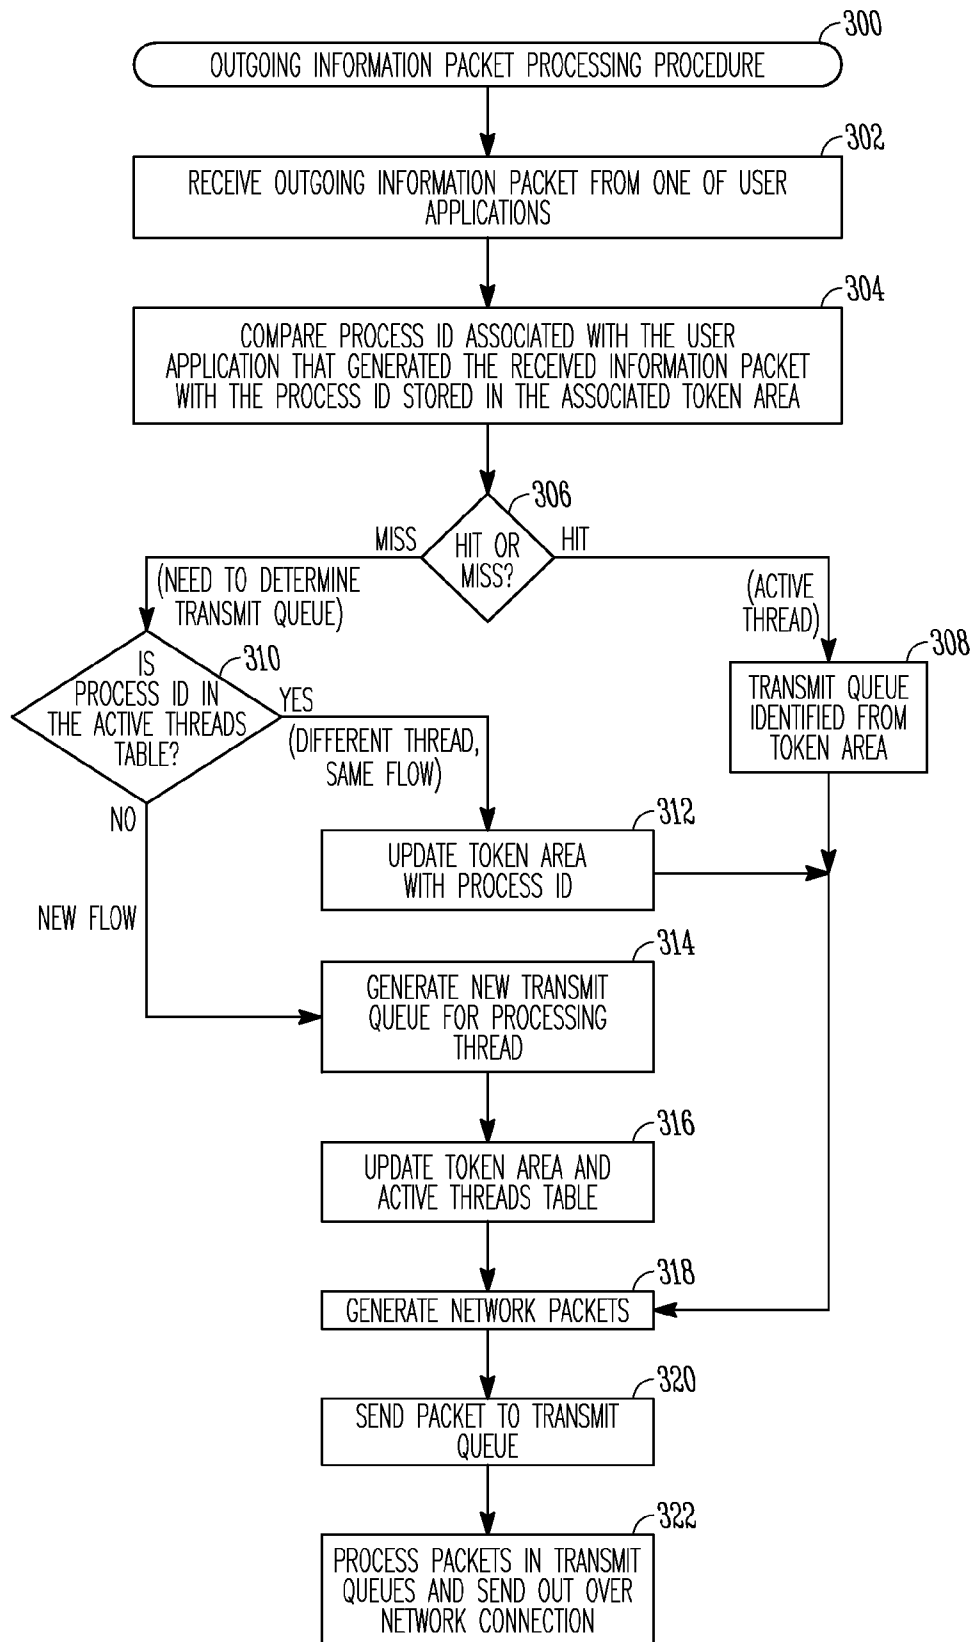 300
OUTGOING INFORMATION PACKET PROCESSING PROCEDURE
302
RECEIVE OUTGOING INFORMATION PACKET FROM ONE OF USER
APPLICATIONS
304
COMPARE PROCESS ID ASSOCIATED WITH THE USER
APPLICATION THAT GENERATED THE RECEIVED INFORMATION PACKET
WITH THE PROCESS ID STORED IN THE ASSOCIATED TOKEN AREA
306
MISS
HIT OR
MISS?
HIT
(NEED TO DETERMINE
TRANSMIT QUEUE)
(ACTIVE
THREAD)
308
TRANSMIT QUEUE
IDENTIFIED FROM
TOKEN AREA
310
IS
PROCESS ID IN
THE ACTIVE THREADS
TABLE?
YES
(DIFFERENT THREAD,
SAME FLOW)
NO
312
UPDATE TOKEN AREA
WITH PROCESS ID
NEW FLOW
314
GENERATE NEW TRANSMIT
QUEUE FOR PROCESSING
THREAD
316
UPDATE TOKEN AREA AND
ACTIVE THREADS TABLE
318
GENERATE NETWORK PACKETS
320
SEND PACKET TO TRANSMIT
QUEUE
322
PROCESS PACKETS IN TRANSMIT
QUEUES AND SEND OUT OVER
NETWORK CONNECTION